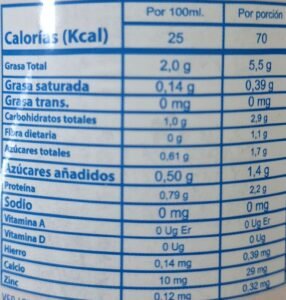 Por 100ml. Por porción
Calorías (Kcal) 25 70
Grasa Total 2,0 g 5,5 g
Grasa saturada 0,14 g 0,39 g
Grasa trans. 0 mg 0 mg
Carbohidratos totales 1,0 g 2,9 g
Fibra dietaria 0 g 1,1 g
Azúcares totales 0,61 g 1,7 g
Azúcares añadidos 0,50 g 1,4 g
Proteína 0,79 g 2,2 g
Sodio 0 mg 0 mg
Vitamina A 0 Ug Er 0 Ug Er
Vitamina D 0 Ug 0 Ug
Hierro 0,14 mg 0,39 mg
Calcio 10 mg 29 mg
Zinc 0,12 mg 0,32 mg